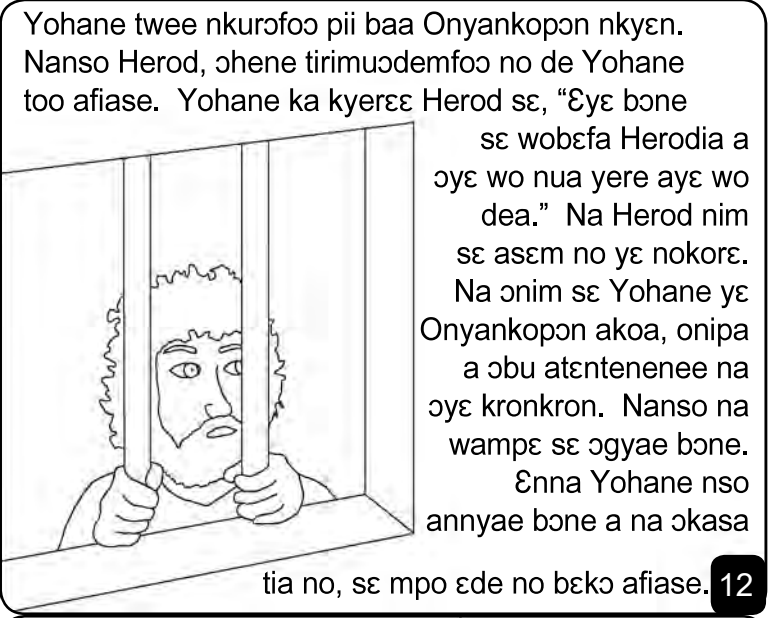 Yohane twee nkurɔfoɔ pii baa Onyankopɔn nkyɛn.
Nanso Herod, ɔhene tirimuɔdemfoɔ no de Yohane
too afiase. Yohane ka kyerɛɛ Herod sɛ, “Ɛyɛ bɔne
sɛ wobɛfa Herodia a
ɔyɛ wo nua yere ayɛ wo
dea.” Na Herod nim
sɛ asɛm no yɛ nokorɛ.
Na ɔnim sɛ Yohane yɛ
Onyankopɔn akoa, onipa
a ɔbu atɛntenenee na
ɔyɛ kronkron. Nanso na
wampɛ sɛ ɔgyae bɔne.
Ɛnna Yohane nso
annyae bɔne a na ɔkasa
tia no, sɛ mpo ɛde no bɛkɔ afiase.
12